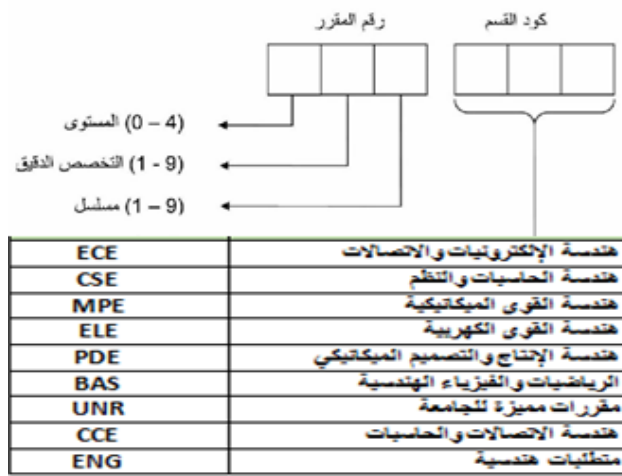 كود القسم
رقم المقرر
(0 – 4) المستوى
(1 - 9) التخصص الدقيق
(1 – 9) مسلسل
هندسة الإلكترونيات والاتصالات ECE
هندسة الحاسبات والنظم CSE
هندسة القوى الميكانيكية MPE
هندسة القوى الكهربية ELE
هندسة الإنتاج والتصميم الميكانيكي PDE
الرياضيات والفيزياء الهندسية BAS
مقررات مميزة للجامعة UNR
هندسة الاتصالات والحاسبات CCE
متطلبات هندسية ENG